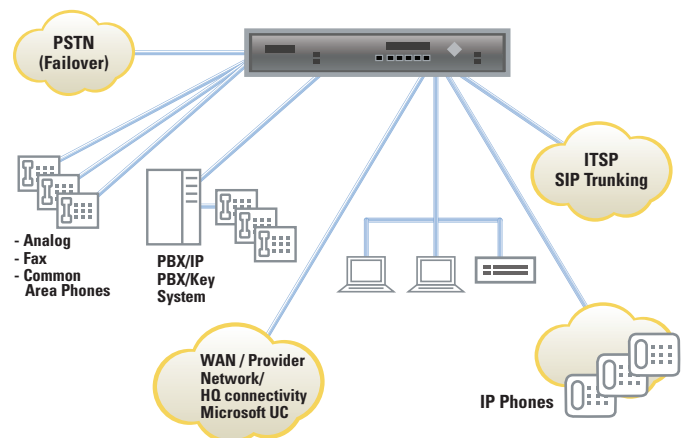 PSTN
(Failover)
ITSP
SIP Trunking
- Analog
- Fax
- Common
Area Phones
PBX/IP
PBX/Key
System
WAN / Provider
Network/
HQ connectivity
Microsoft UC
IP Phones